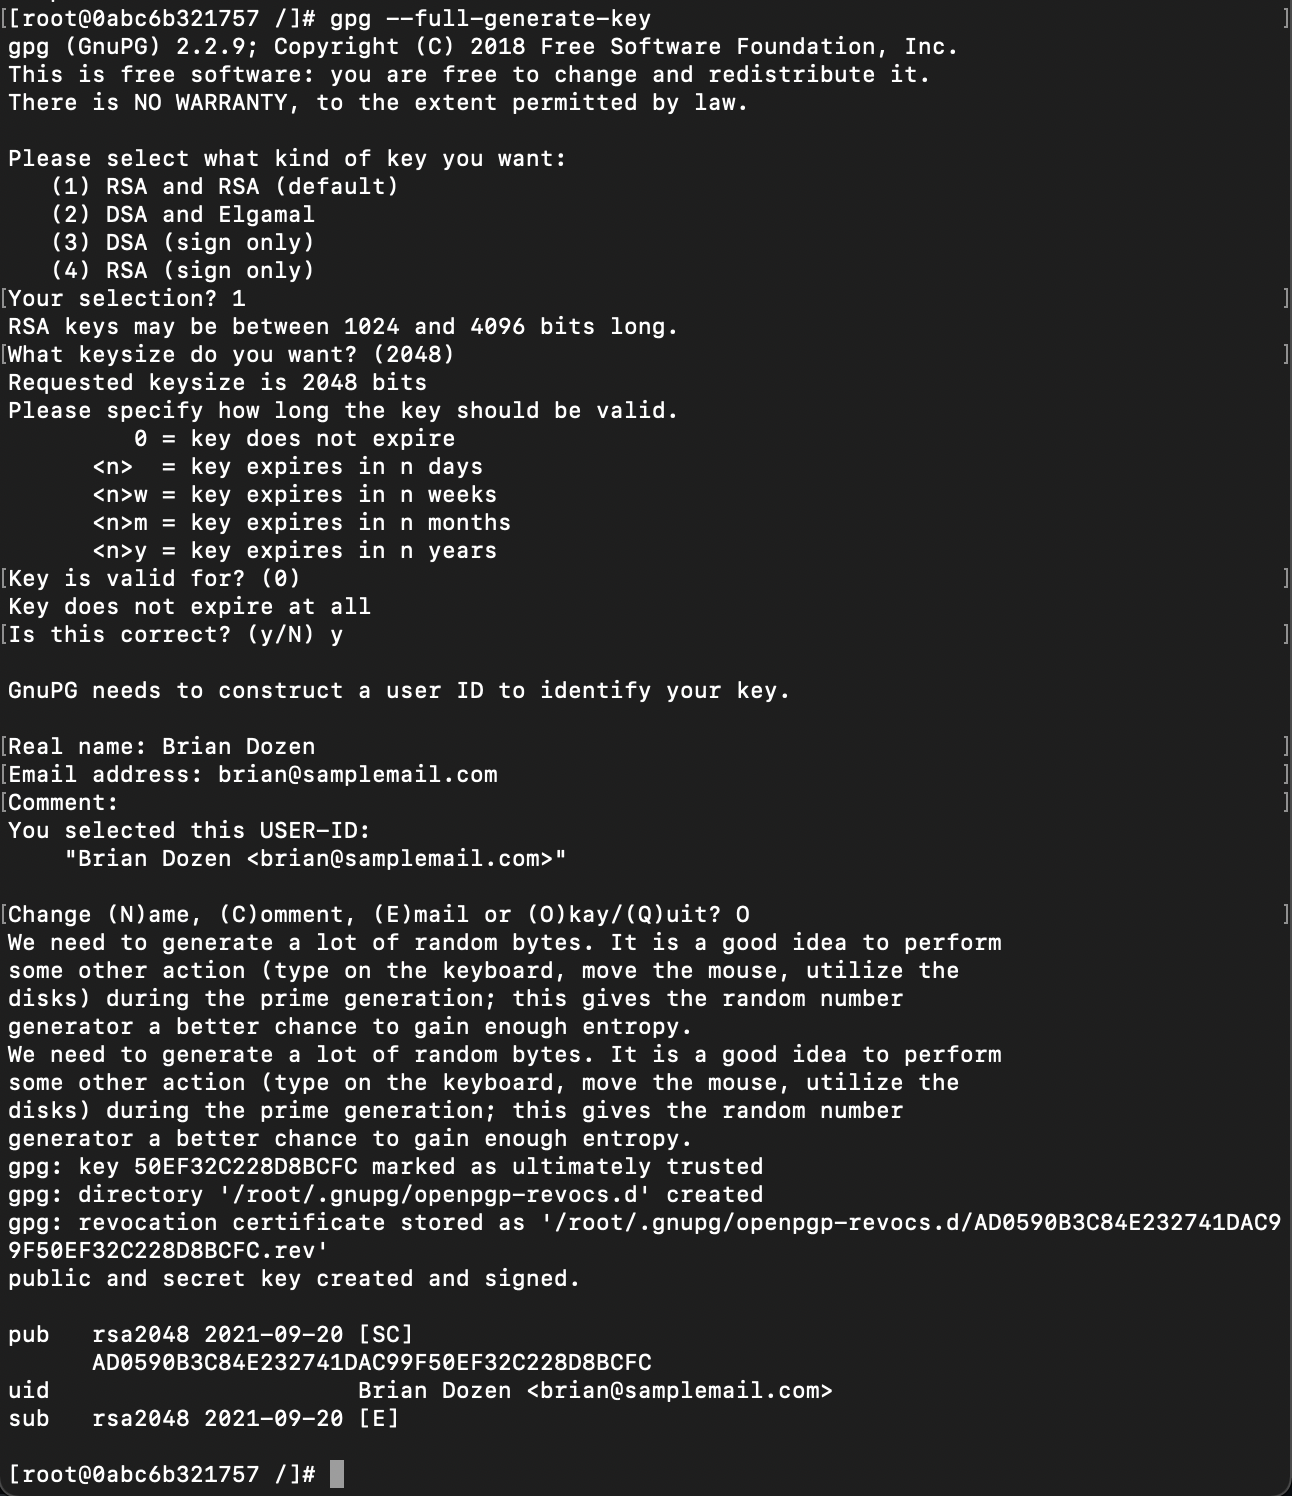 [[root@0abc6b321757 /]# gpg --full-generate-key ]
gpg (GnuPG) 2.2.9; Copyright (C) 2018 Free Software Foundation, Inc.
This is free software: you are free to change and redistribute it.
There is NO WARRANTY, to the extent permitted by law.

Please select what kind of key you want:
   (1) RSA and RSA (default)
   (2) DSA and Elgamal
   (3) DSA (sign only)
   (4) RSA (sign only)
[Your selection? 1 ]
RSA keys may be between 1024 and 4096 bits long.
[What keysize do you want? (2048) ]
Requested keysize is 2048 bits
Please specify how long the key should be valid.
         0 = key does not expire
      <n>  = key expires in n days
      <n>w = key expires in n weeks
      <n>m = key expires in n months
      <n>y = key expires in n years
[Key is valid for? (0) ]
Key does not expire at all
[Is this correct? (y/N) y ]

GnuPG needs to construct a user ID to identify your key.

[Real name: Brian Dozen ]
[Email address: brian@samplemail.com ]
[Comment: ]
You selected this USER-ID:
    "Brian Dozen <brian@samplemail.com>"

[Change (N)ame, (C)omment, (E)mail or (O)kay/(Q)uit? O ]
We need to generate a lot of random bytes. It is a good idea to perform
some other action (type on the keyboard, move the mouse, utilize the
disks) during the prime generation; this gives the random number
generator a better chance to gain enough entropy.
We need to generate a lot of random bytes. It is a good idea to perform
some other action (type on the keyboard, move the mouse, utilize the
disks) during the prime generation; this gives the random number
generator a better chance to gain enough entropy.
gpg: key 50EF32C228D8BCFC marked as ultimately trusted
gpg: directory '/root/.gnupg/openpgp-revocs.d' created
gpg: revocation certificate stored as '/root/.gnupg/openpgp-revocs.d/AD0590B3C84E232741DAC9
9F50EF32C228D8BCFC.rev'
public and secret key created and signed.

pub   rsa2048 2021-09-20 [SC]
      AD0590B3C84E232741DAC99F50EF32C228D8BCFC
uid                      Brian Dozen <brian@samplemail.com>
sub   rsa2048 2021-09-20 [E]

[root@0abc6b321757 /]#